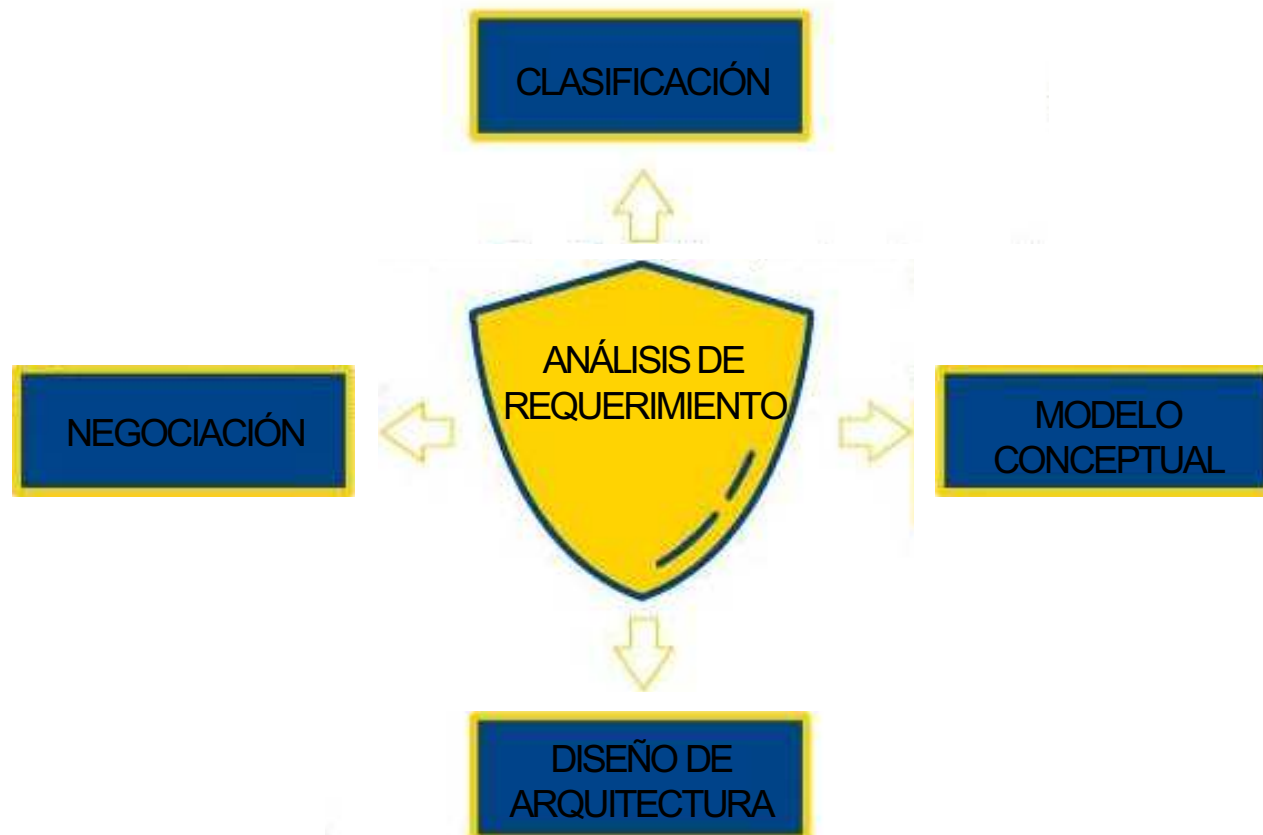 CLASIFICACIÓN
ANÁLISIS DE
REQUERIMIENTO
NEGOCIACIÓN
MODELO
CONCEPTUAL
DISEÑO DE
ARQUITECTURA